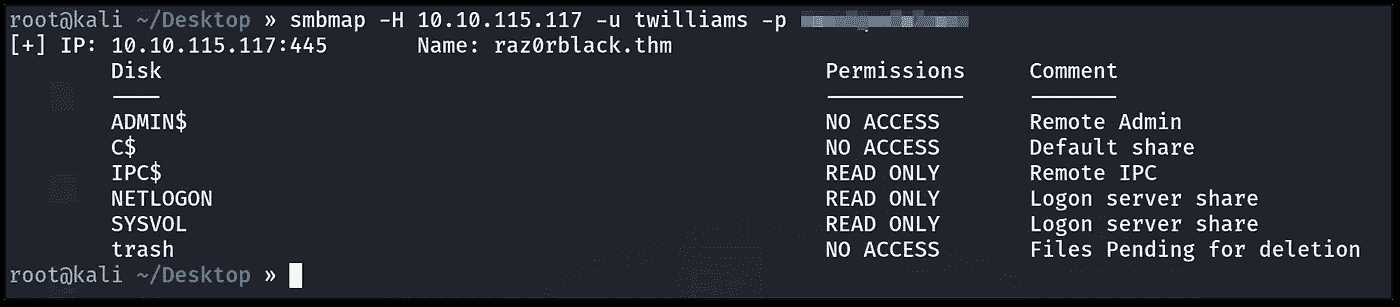 root@kali ~/Desktop » smbmap -H 10.10.115.117 -u twilliams -p
[+] IP: 10.10.115.117:445 Name: raz0rblack.thm
Disk Permissions Comment
---- ----------- -------
ADMIN$ NO ACCESS Remote Admin
C$ NO ACCESS Default share
IPC$ READ ONLY Remote IPC
NETLOGON READ ONLY Logon server share
SYSVOL READ ONLY Logon server share
trash NO ACCESS Files Pending for deletion
root@kali ~/Desktop »